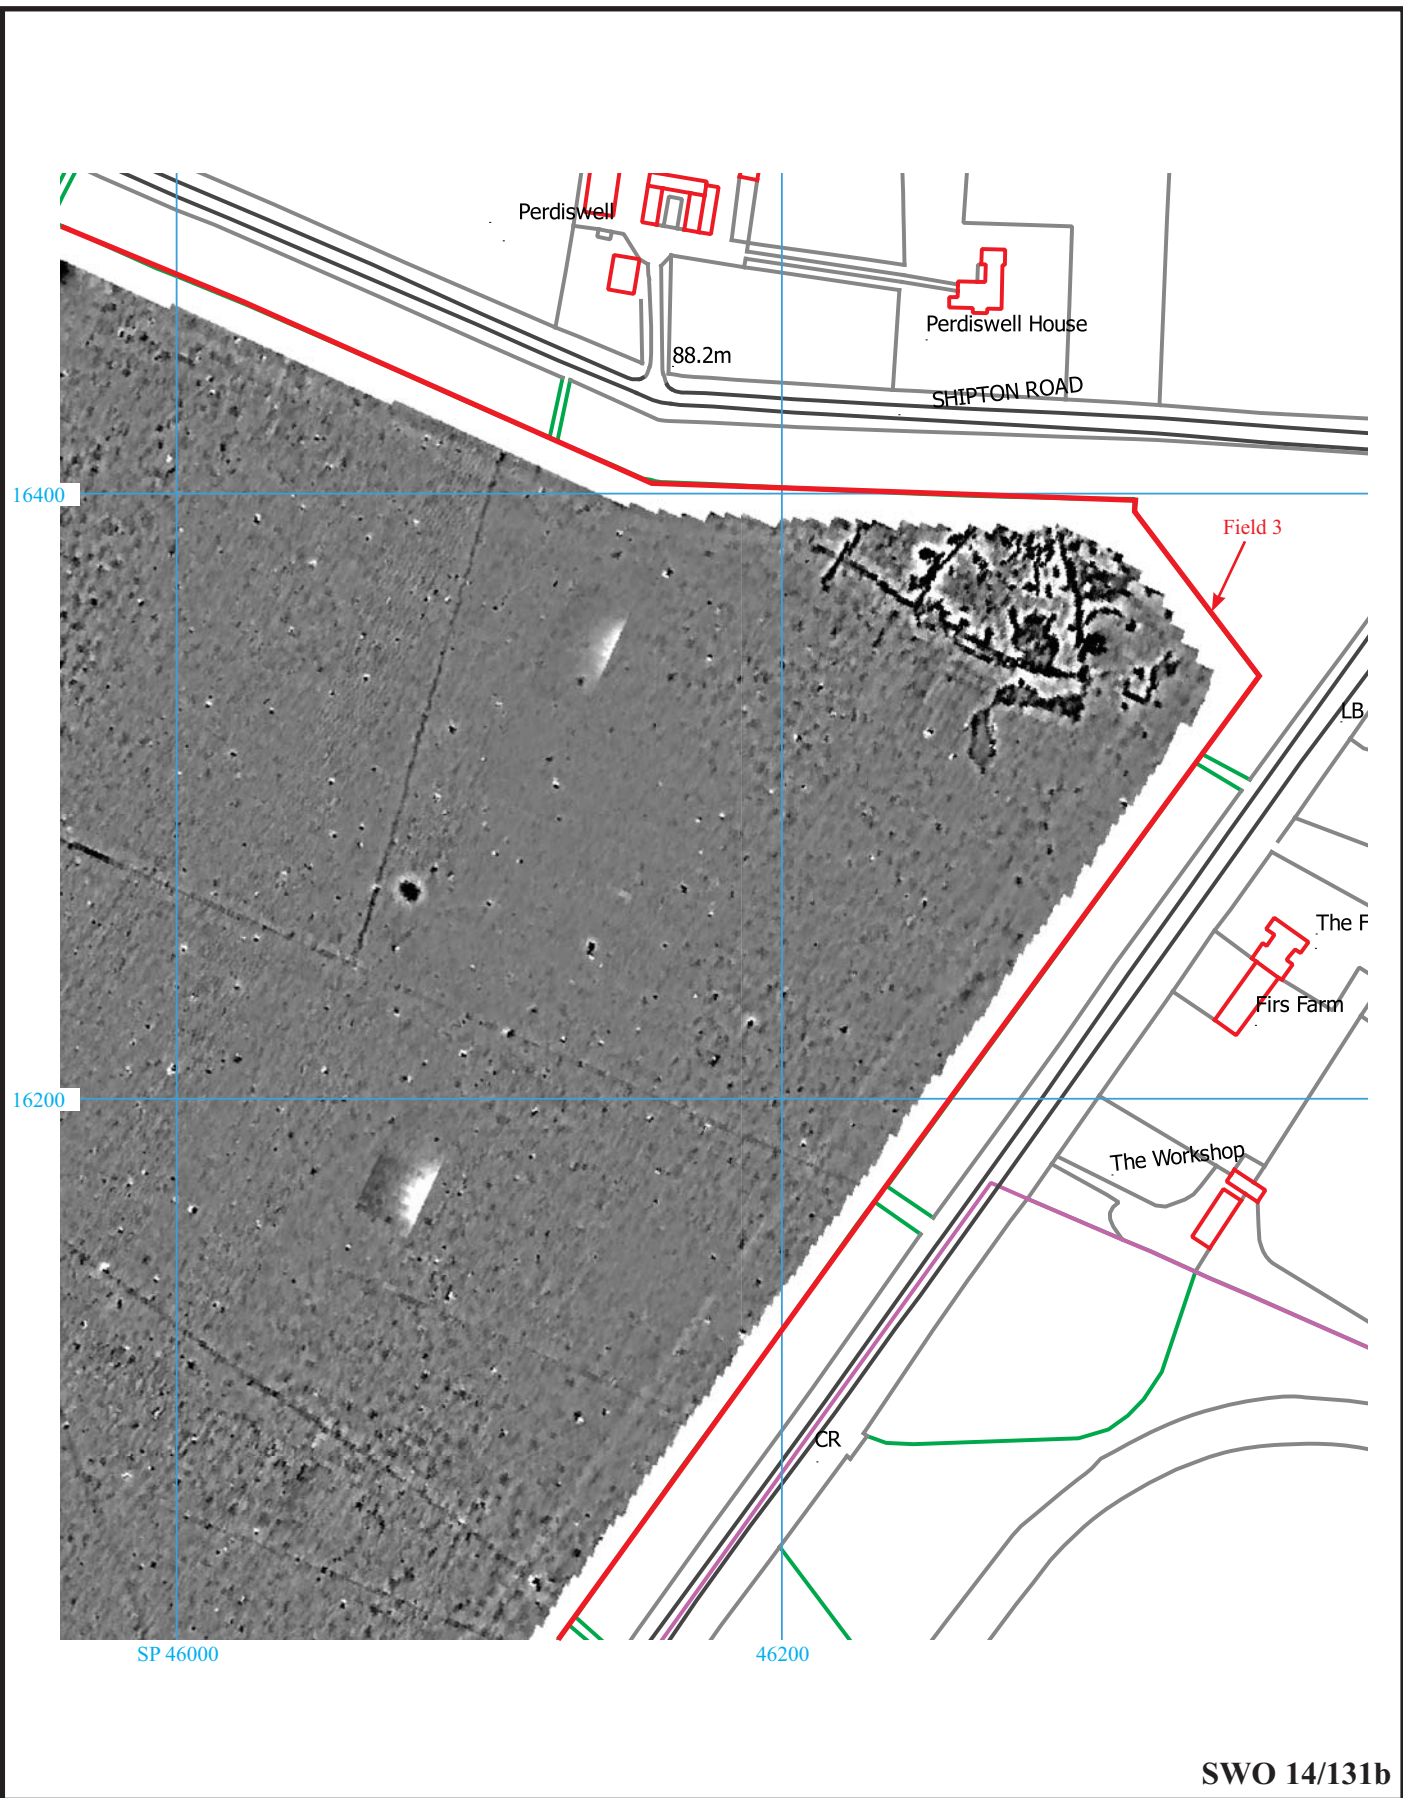 Perdiswell
Perdiswell House
88.2m
SHIPTON ROAD
16400
Field 3
LB
The F
Firs Farm
16200
The Workshop
CR
SP 46000
46200
SWO 14/131b